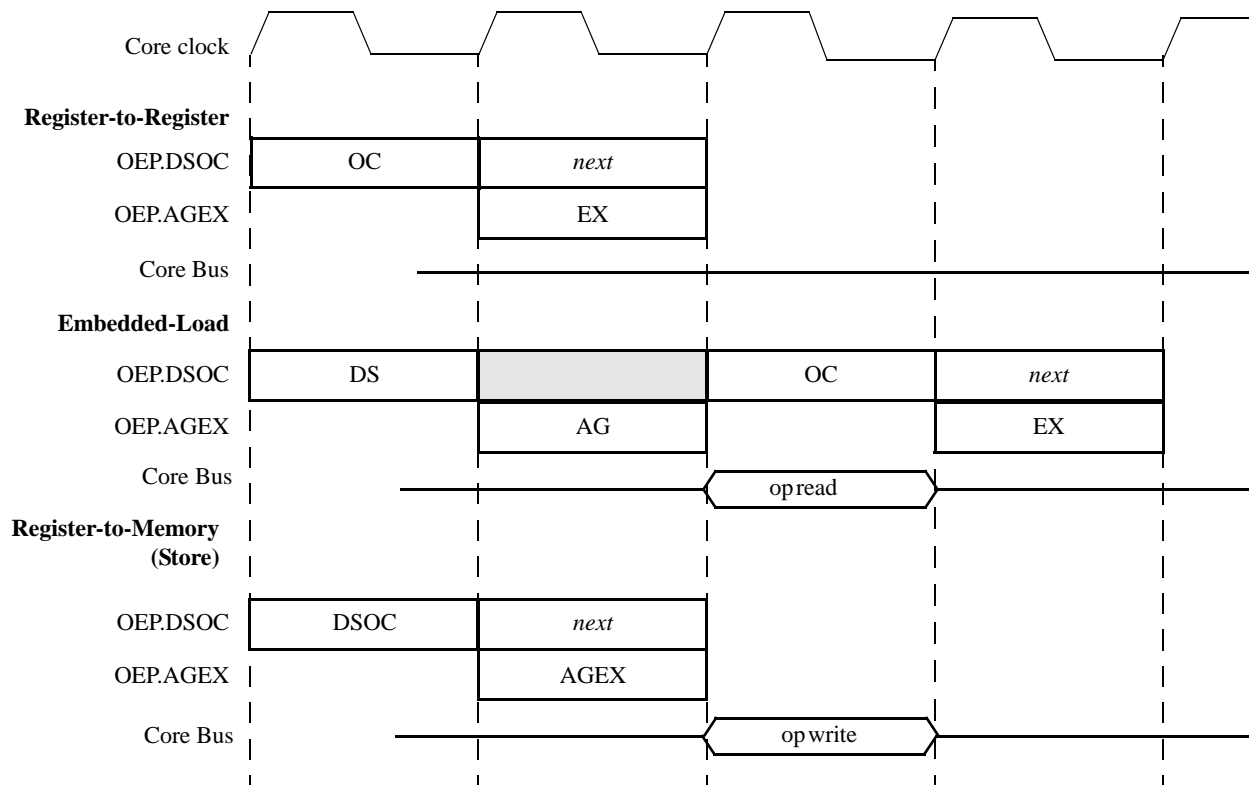 Core clock
Register-to-Register
OEP.DSOC OC next
OEP.AGEX EX
Core Bus
Embedded-Load
OEP.DSOC DS OC next
OEP.AGEX AG EX
Core Bus op read
Register-to-Memory
(Store)
OEP.DSOC DSOC next
OEP.AGEX AGEX
Core Bus op write